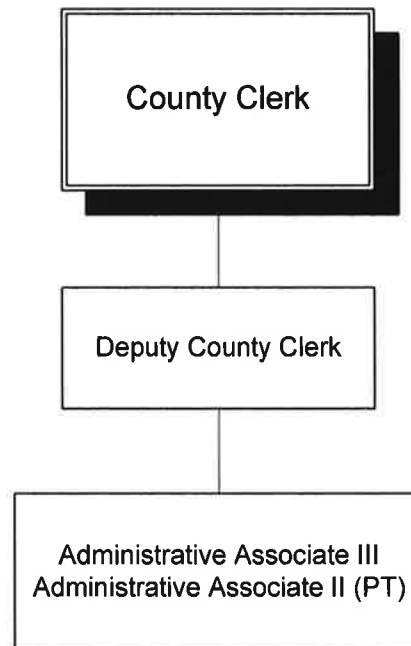 County Clerk
Deputy County Clerk
Administrative Associate III
Administrative Associate II (PT)